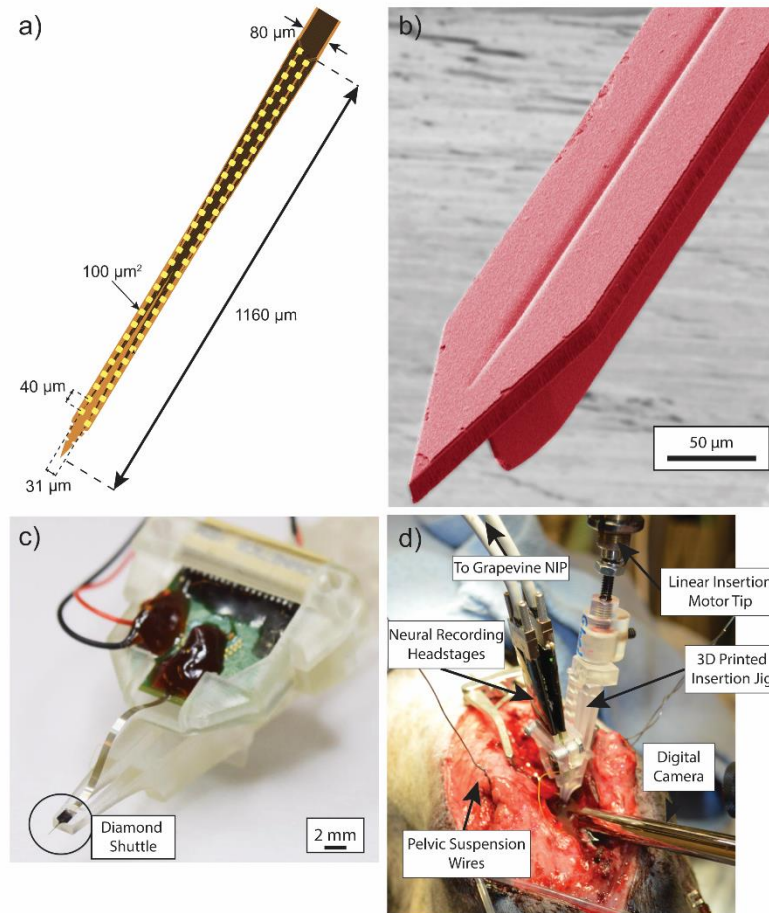 a)
80 µm
100 µm²
1160 µm
40 µm
31 µm
b)
50 µm
c)
Diamond
Shuttle
2 mm
d)
To Grapevine NIP
Linear Insertion
Motor Tip
Neural Recording
Headstages
3D Printed
Insertion Jig
Digital
Camera
Pelvic Suspension
Wires